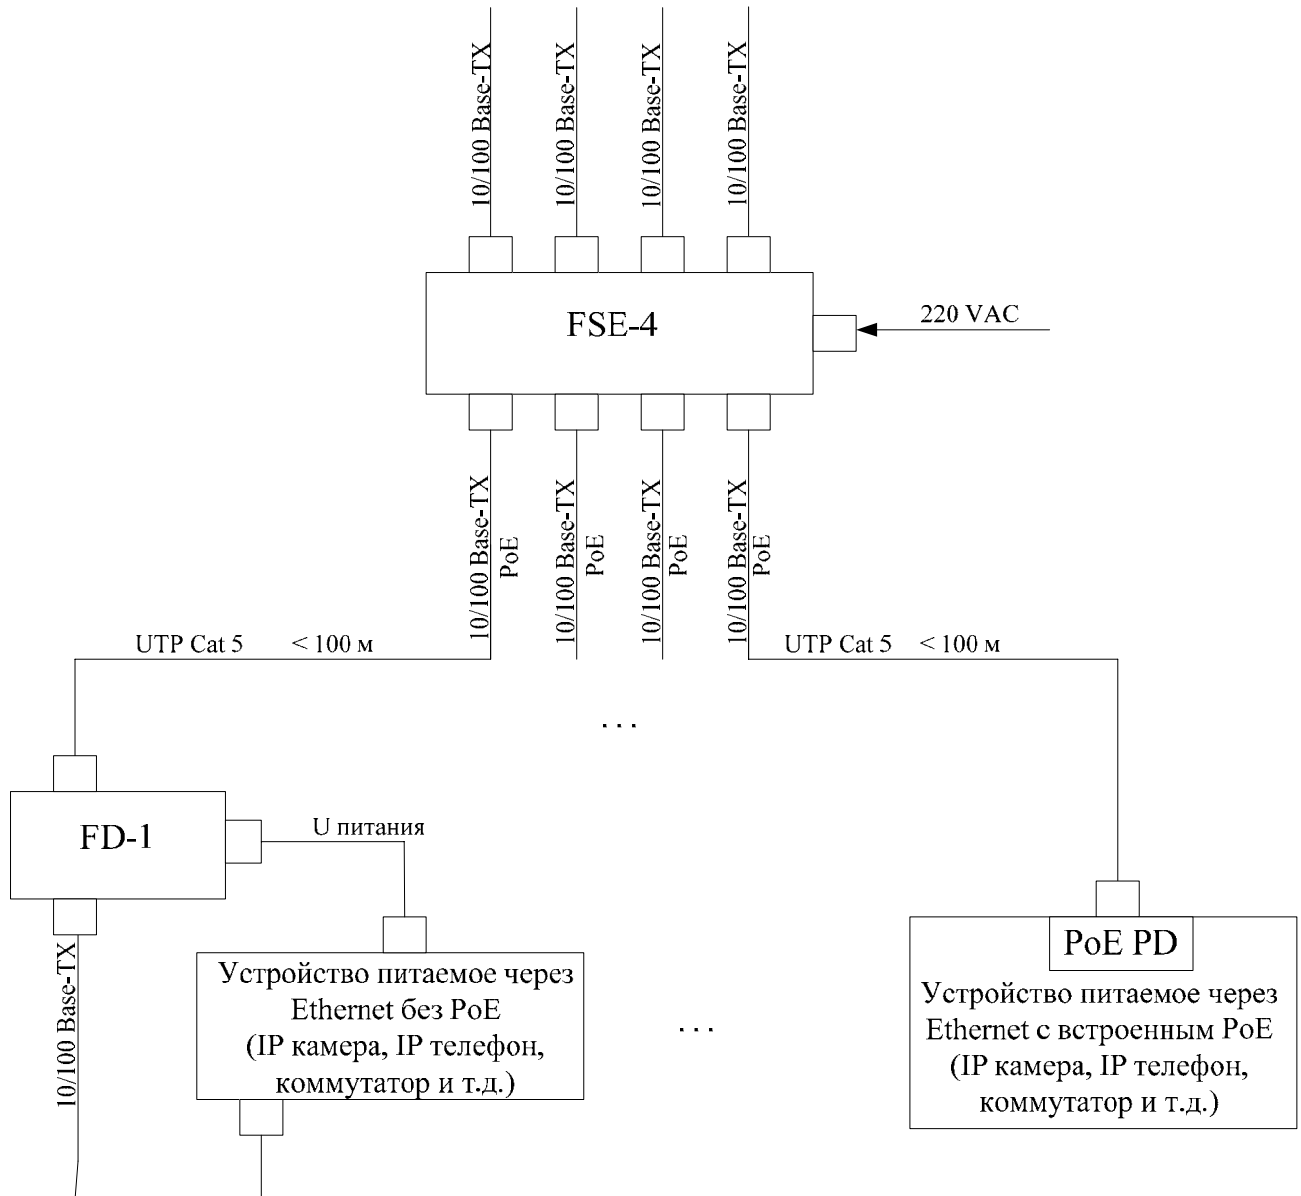 10/100 Base-TX
10/100 Base-TX
10/100 Base-TX
10/100 Base-TX
FSE-4
220 VAC
10/100 Base-TX
PoE
10/100 Base-TX
PoE
10/100 Base-TX
PoE
10/100 Base-TX
PoE
UTP Cat 5 < 100 м
UTP Cat 5 < 100 м
. . .
FD-1
U питания
10/100 Base-TX
Устройство питаемое через
Ethernet без PoE
(IP камера, IP телефон,
коммутатор и т.д.)
. . .
PoE PD
Устройство питаемое через
Ethernet с встроенным PoE
(IP камера, IP телефон,
коммутатор и т.д.)